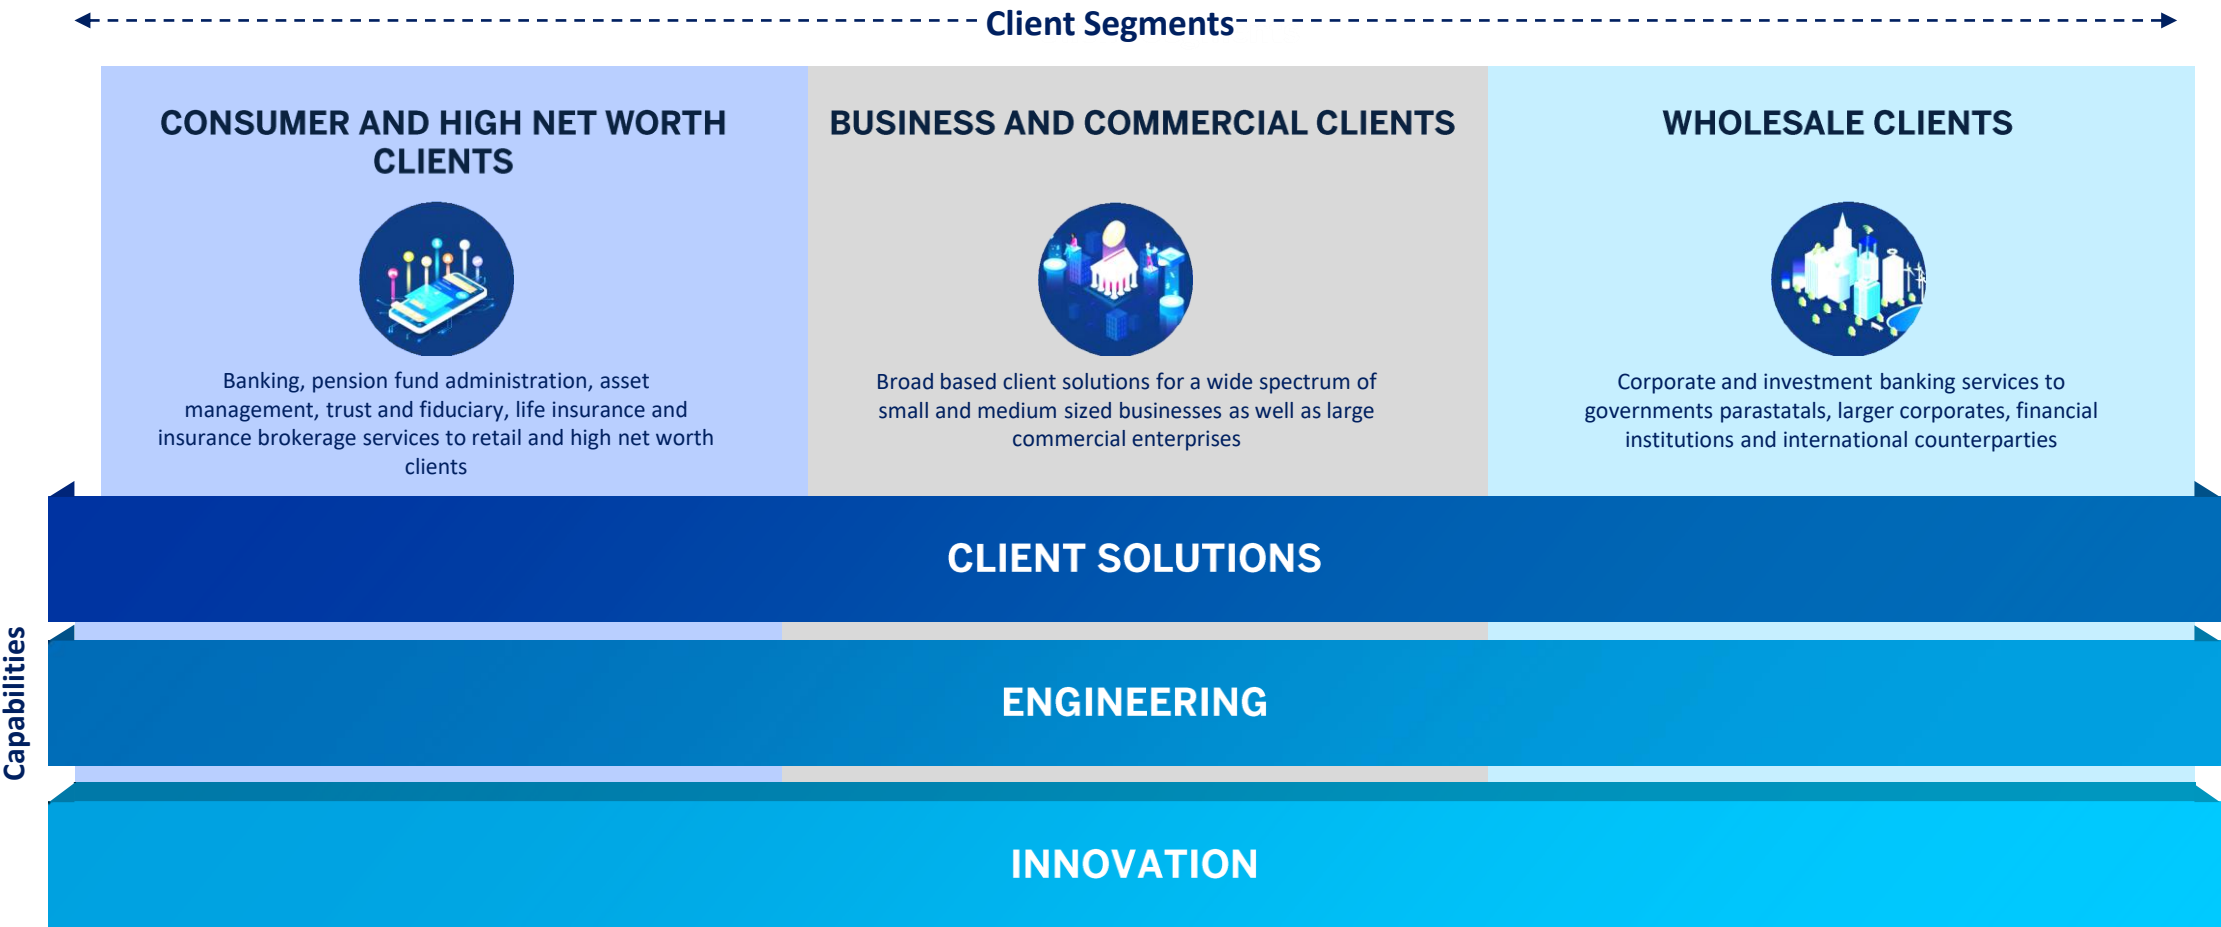 Client Segments
CONSUMER AND HIGH NET WORTH
CLIENTS
Banking, pension fund administration, asset
management, trust and fiduciary, life insurance and
insurance brokerage services to retail and high net worth
clients
BUSINESS AND COMMERCIAL CLIENTS
Broad based client solutions for a wide spectrum of
small and medium sized businesses as well as large
commercial enterprises
WHOLESALE CLIENTS
Corporate and investment banking services to
governments parastatals, larger corporates, financial
institutions and international counterparties
Capabilities
CLIENT SOLUTIONS
ENGINEERING
INNOVATION